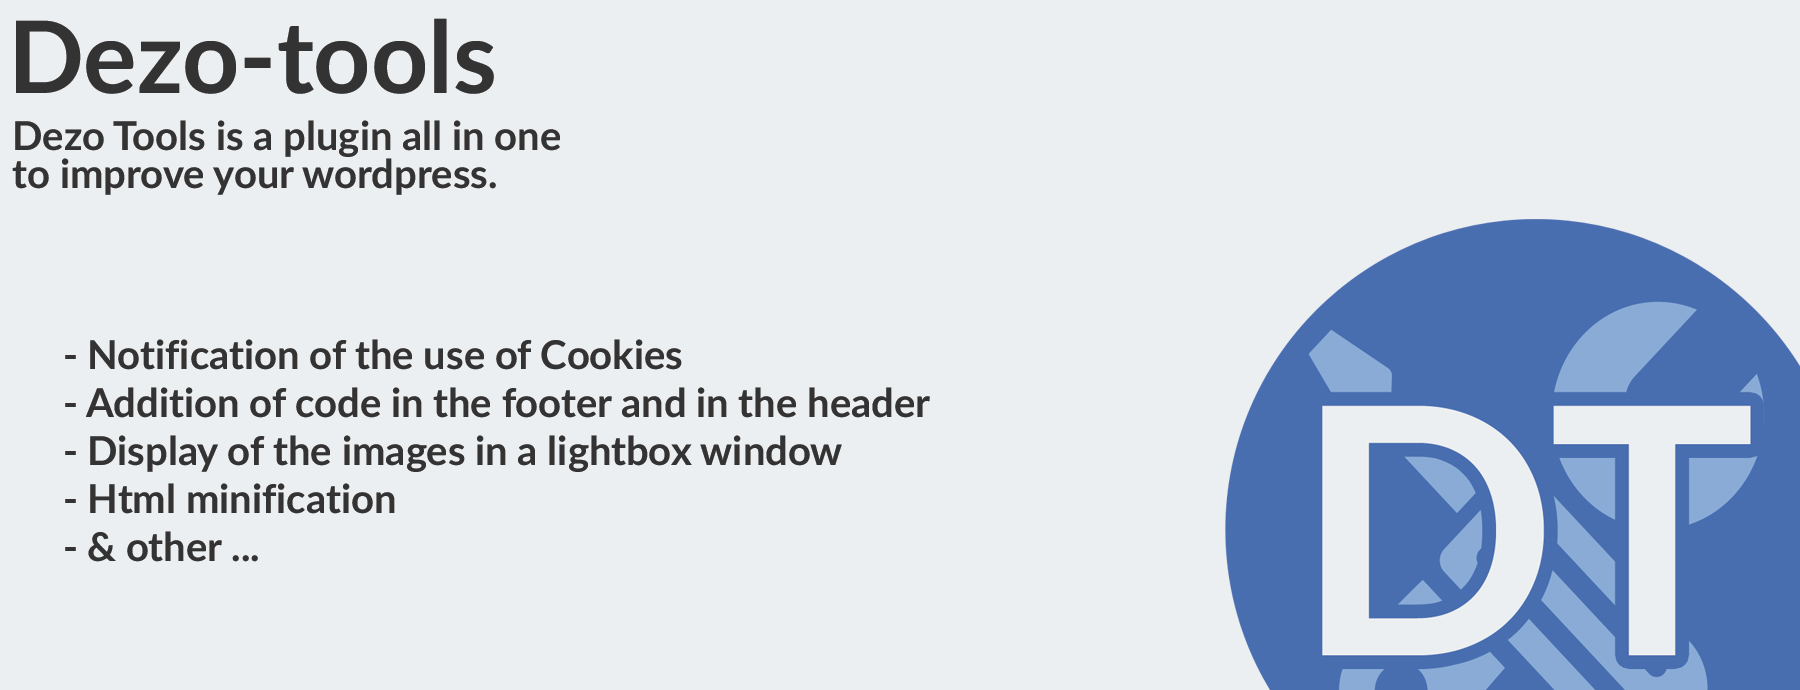 Dezo-tools
Dezo Tools is a plugin all in one
to improve your wordpress.
- Notification of the use of Cookies
- Addition of code in the footer and in the header
- Display of the images in a lightbox window
- Html minification
- & other ...
DT